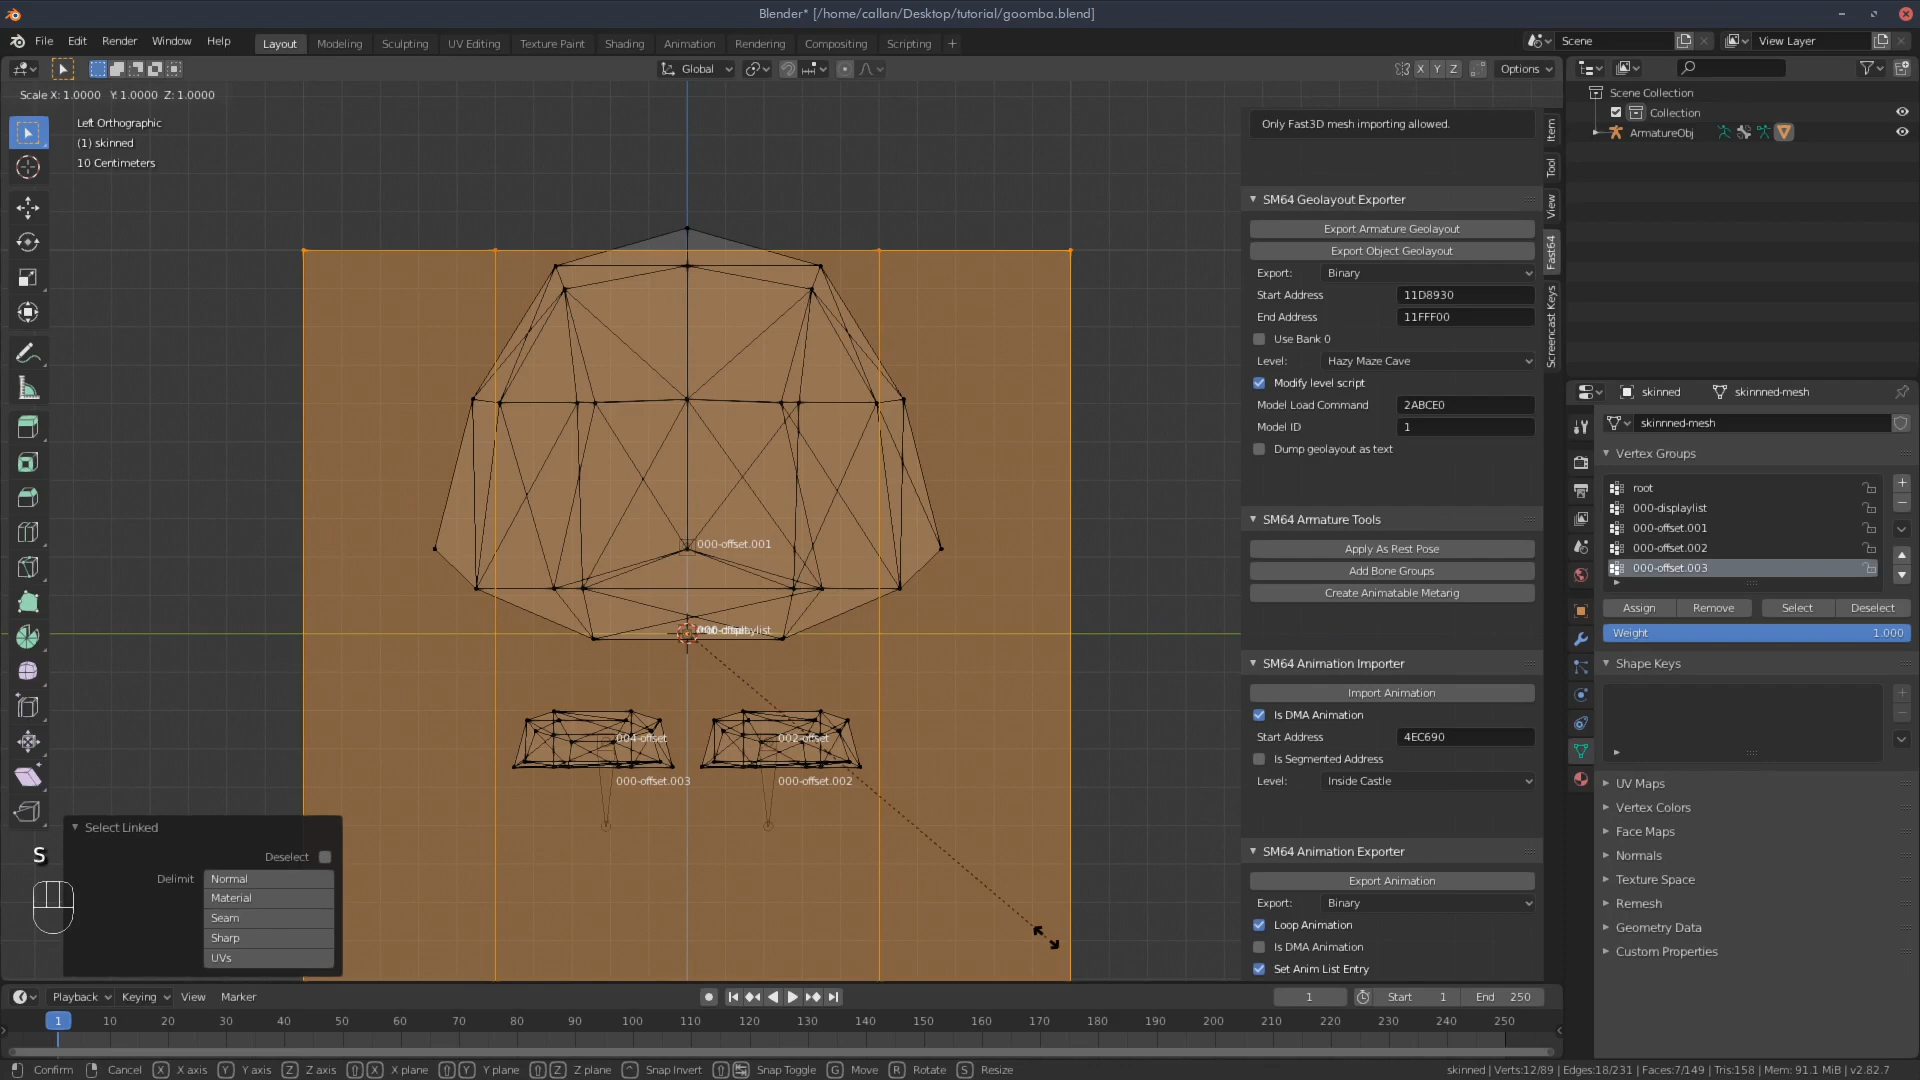 Blender* [/home/callan/Desktop/tutorial/goomba.blend]
File Edit Render Window Help
Layout Modeling Sculpting UV Editing Texture Paint Shading Animation Rendering Compositing Scripting +
Scene
View Layer
Global
X Y Z
Options
Scale X: 1.0000 Y: 1.0000 Z: 1.0000
Left Orthographic
(1) skinned
10 Centimeters
000-offset.001
004-offset
002-offset
000-offset.003
000-offset.002
S
Select Linked
Deselect
Delimit
Normal
Material
Seam
Sharp
UVs
Only Fast3D mesh importing allowed.
SM64 Geolayout Exporter
Export Armature Geolayout
Export Object Geolayout
Export: Binary
Start Address 11D8930
End Address 11FFF00
Use Bank 0
Level: Hazy Maze Cave
Modify level script
Model Load Command 2ABCE0
Model ID 1
Dump geolayout as text
SM64 Armature Tools
Apply As Rest Pose
Add Bone Groups
Create Animatable Metarig
SM64 Animation Importer
Import Animation
Is DMA Animation
Start Address 4EC690
Is Segmented Address
Level: Inside Castle
SM64 Animation Exporter
Export Animation
Export: Binary
Loop Animation
Is DMA Animation
Set Anim List Entry
Item
Tool
View
Fast64
Screencast Keys
Scene Collection
Collection
ArmatureObj
skinned skinnned-mesh
skinnned-mesh
Vertex Groups
root
000-displaylist
000-offset.001
000-offset.002
000-offset.003
Assign Remove Select Deselect
Weight 1.000
Shape Keys
UV Maps
Vertex Colors
Face Maps
Normals
Texture Space
Remesh
Geometry Data
Custom Properties
Playback Keying View Marker
1 Start 1 End 250
1 10 20 30 40 50 60 70 80 90 100 110 120 130 140 150 160 170 180 190 200 210 220 230 240 250
Confirm Cancel X X axis Y Y axis Z Z axis X X plane Y Y plane Z Z plane Snap Invert Snap Toggle G Move R Rotate S Resize
skinned | Verts:12/89 | Edges:18/231 | Faces:7/149 | Tris:158 | Mem: 91.1 MiB | v2.82.7